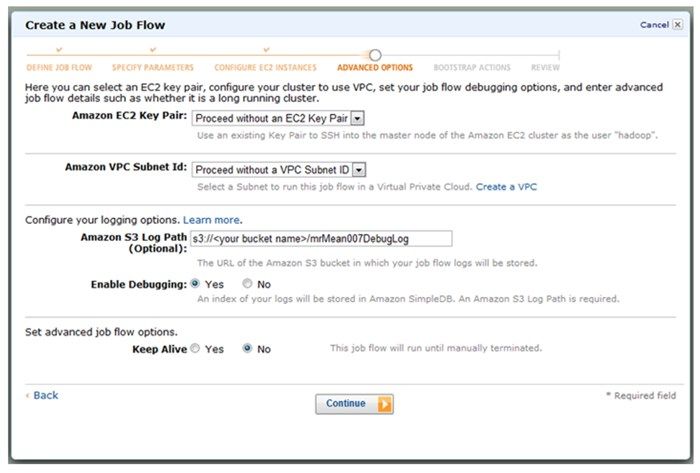 Create a New Job Flow
Cancel
DEFINE JOB FLOW SPECIFY PARAMETERS CONFIGURE EC2 INSTANCES ADVANCED OPTIONS BOOTSTRAP ACTIONS REVIEW
Here you can select an EC2 key pair, configure your cluster to use VPC, set your job flow debugging options, and enter advanced
job flow details such as whether it is a long running cluster.
Amazon EC2 Key Pair: Proceed without an EC2 Key Pair
Use an existing Key Pair to SSH into the master node of the Amazon EC2 cluster as the user "hadoop".
Amazon VPC Subnet Id: Proceed without a VPC Subnet ID
Select a Subnet to run this job flow in a Virtual Private Cloud. Create a VPC
Configure your logging options. Learn more.
Amazon S3 Log Path
(Optional): s3://<your bucket name>/mrMean007DebugLog
The URL of the Amazon S3 bucket in which your job flow logs will be stored.
Enable Debugging: Yes No
An index of your logs will be stored in Amazon SimpleDB. An Amazon S3 Log Path is required.
Set advanced job flow options.
Keep Alive Yes No This job flow will run until manually terminated.
‹ Back
Continue
* Required field